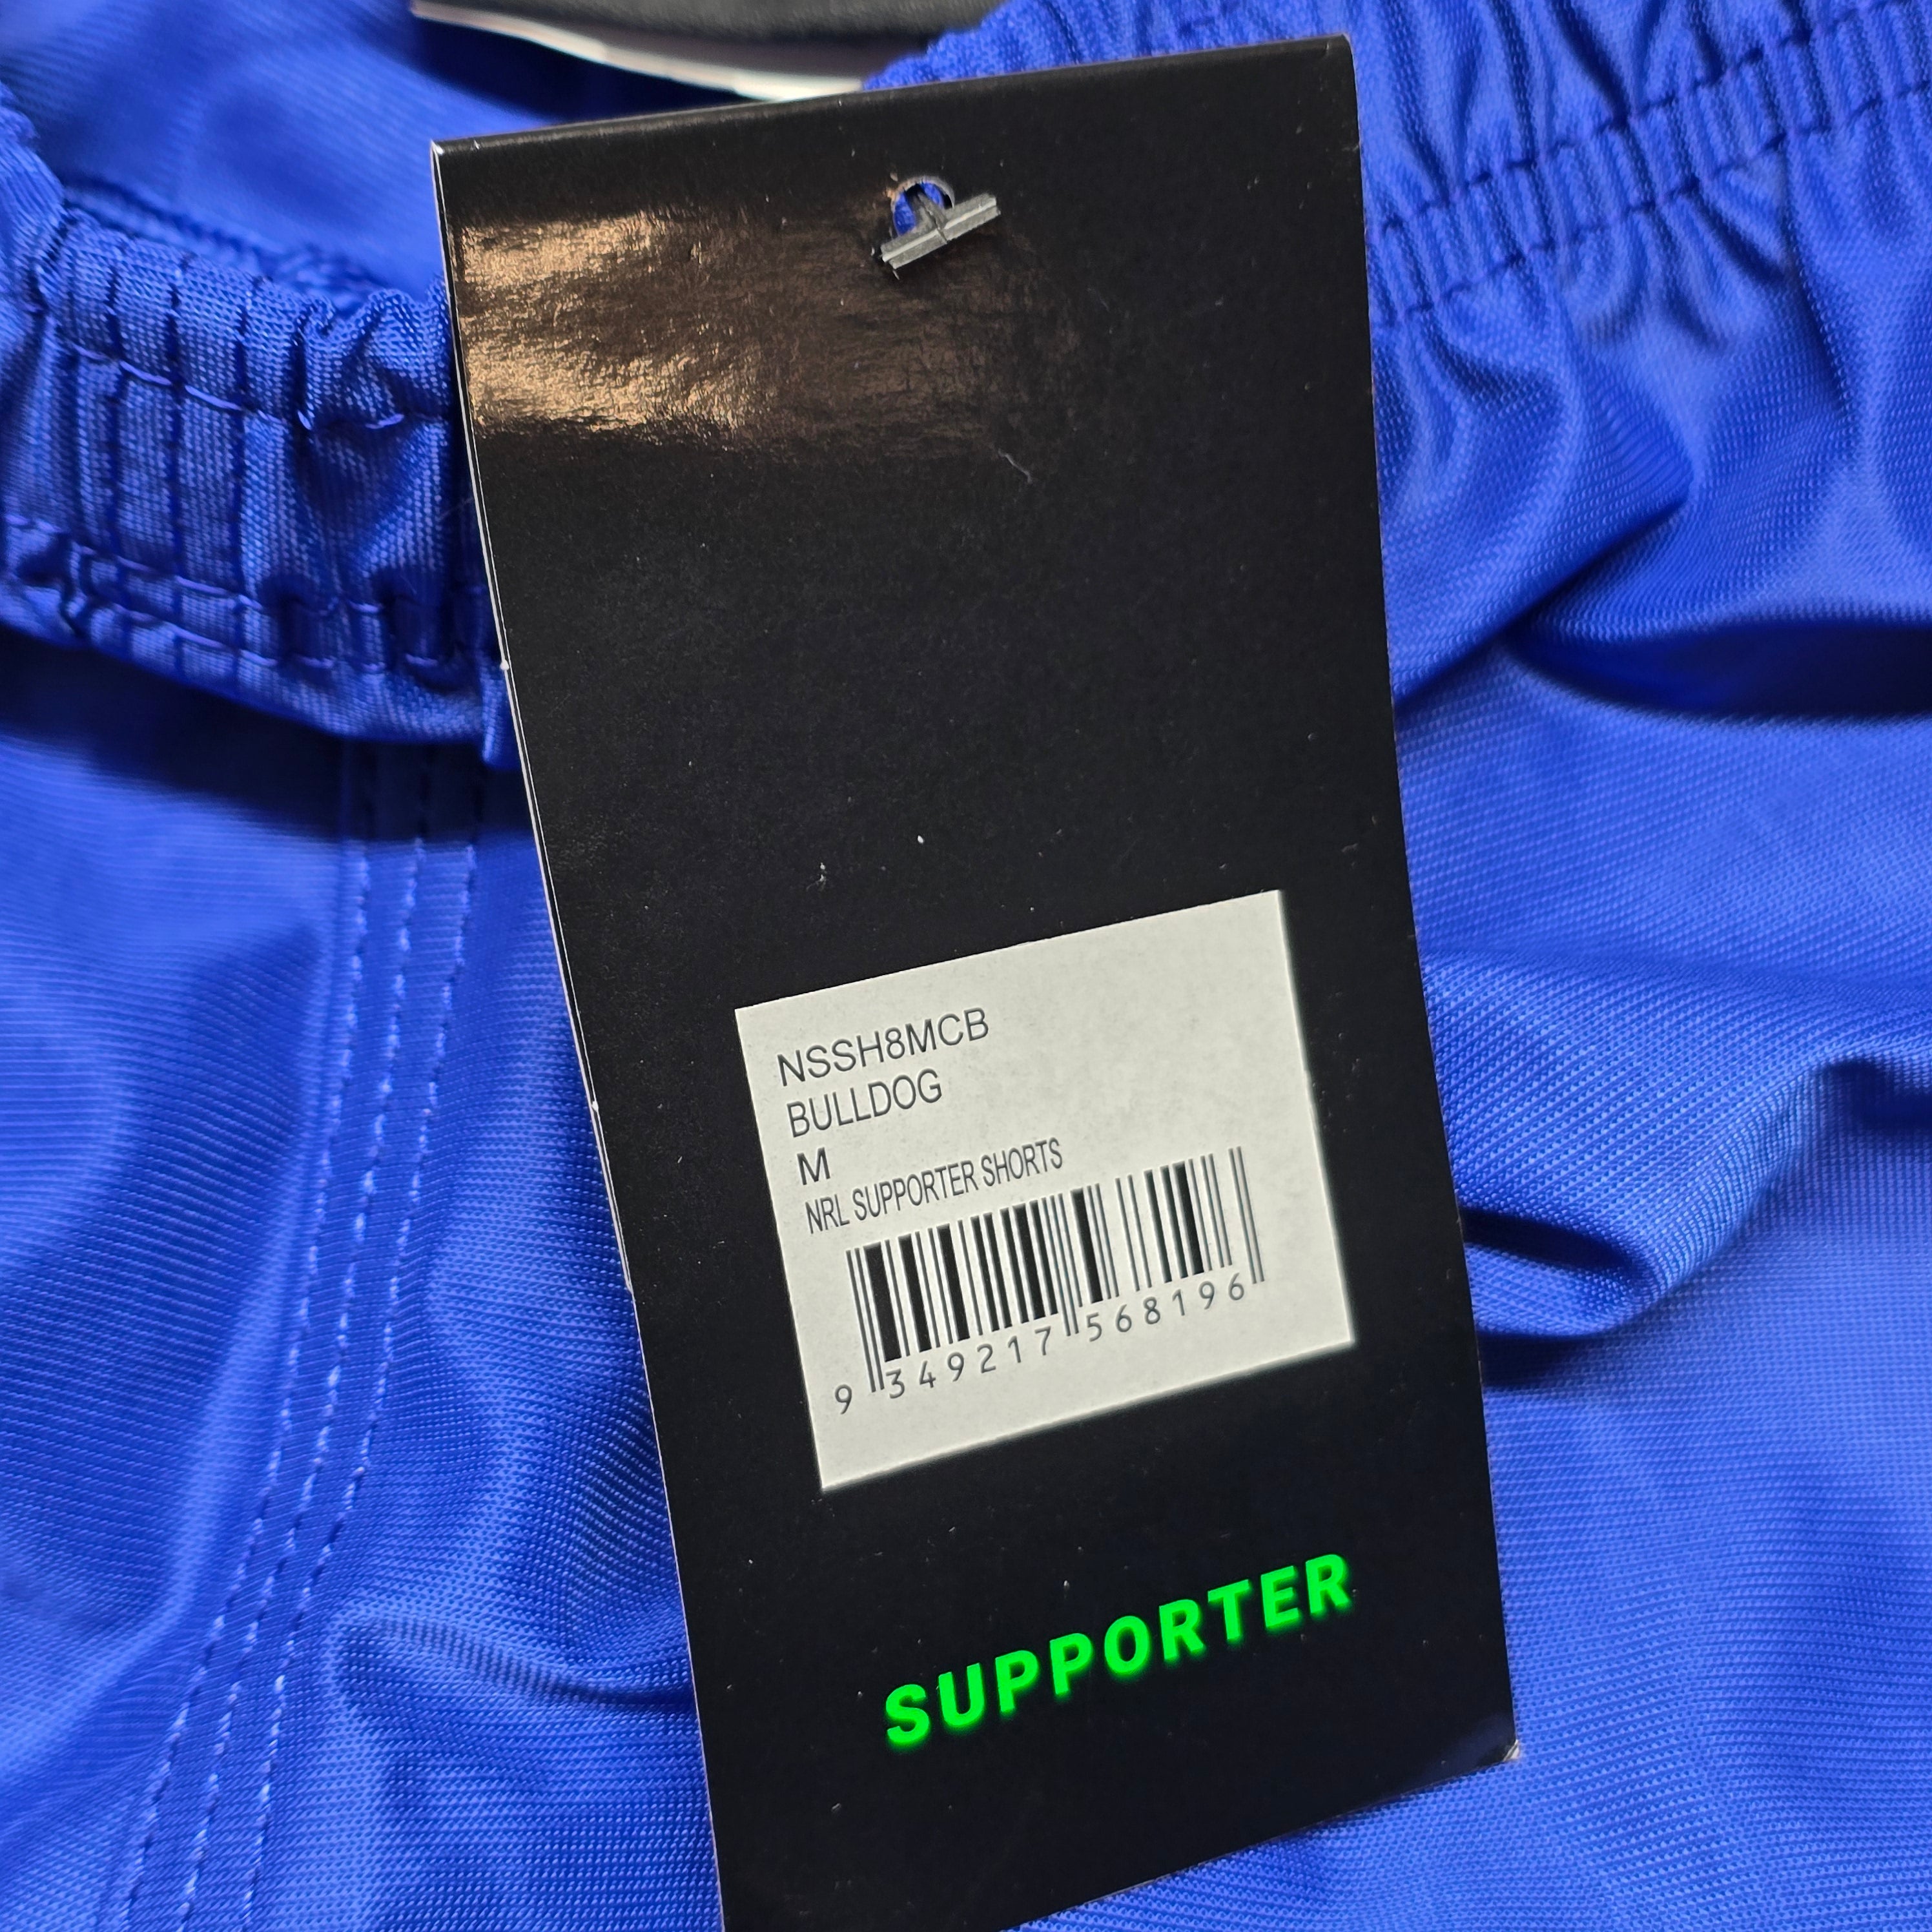 NSSH8MCB
BULLDOG
M
NRL SUPPORTER SHORTS
9 349217 568196
SUPPORTER